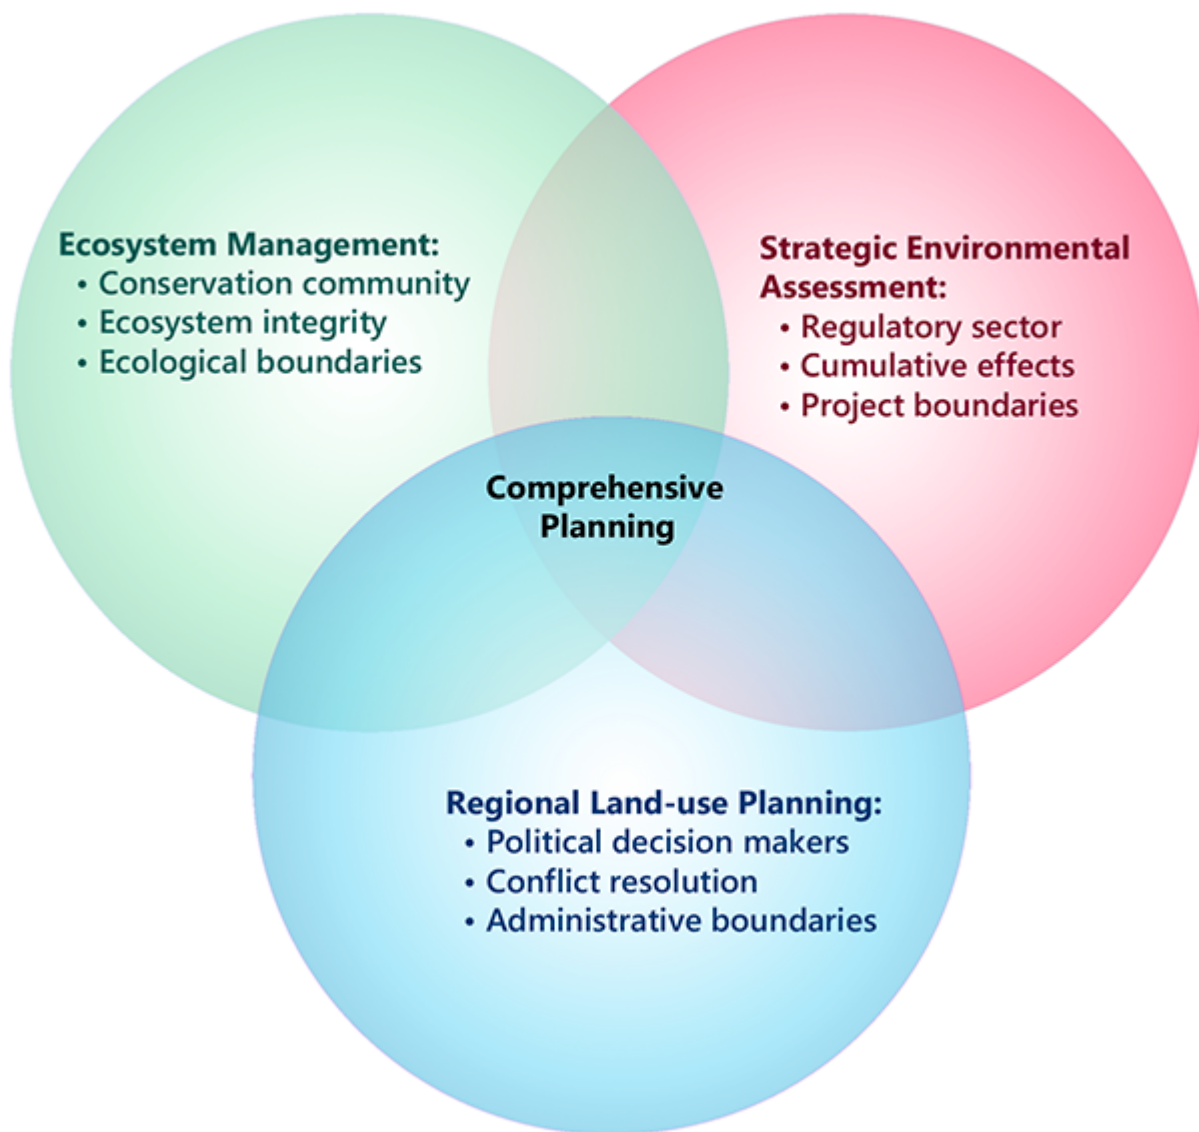 Ecosystem Management:
• Conservation community
• Ecosystem integrity
• Ecological boundaries
Strategic Environmental
Assessment:
• Regulatory sector
• Cumulative effects
• Project boundaries
Comprehensive
Planning
Regional Land-use Planning:
• Political decision makers
• Conflict resolution
• Administrative boundaries